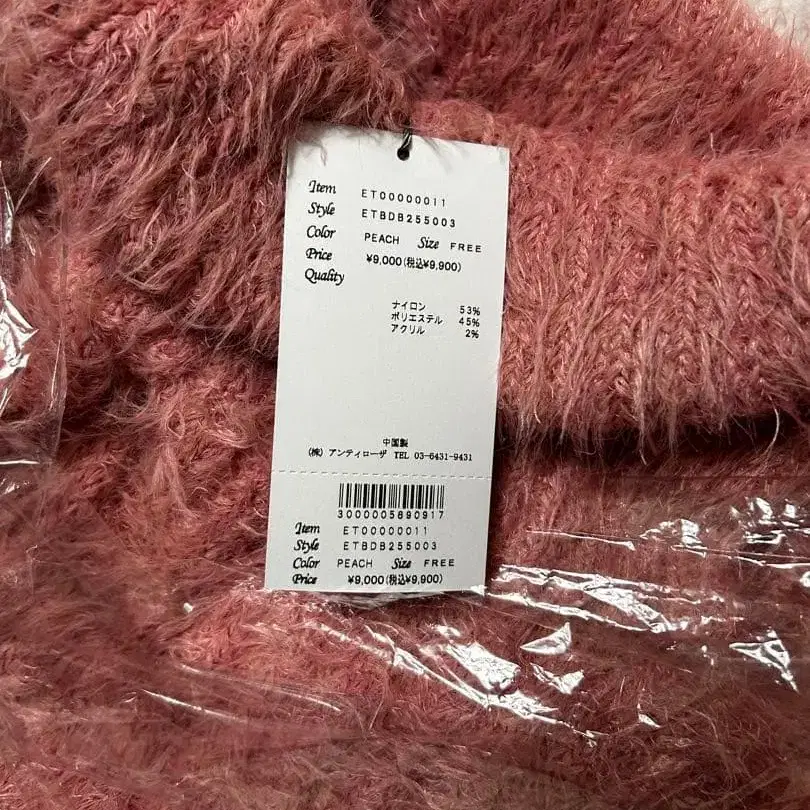 Item ET00000011
Style ETBDB255003
Color PEACH Size FREE
Price ¥9,000(税込¥9,900)
Quality
ナイロン 53%
ポリエステル 45%
アクリル 2%
中国製
(株) アンティローザ TEL 03-6431-9431
3000005890917
Item ET00000011
Style ETBDB255003
Color PEACH Size FREE
Price ¥9,000(税込¥9,900)